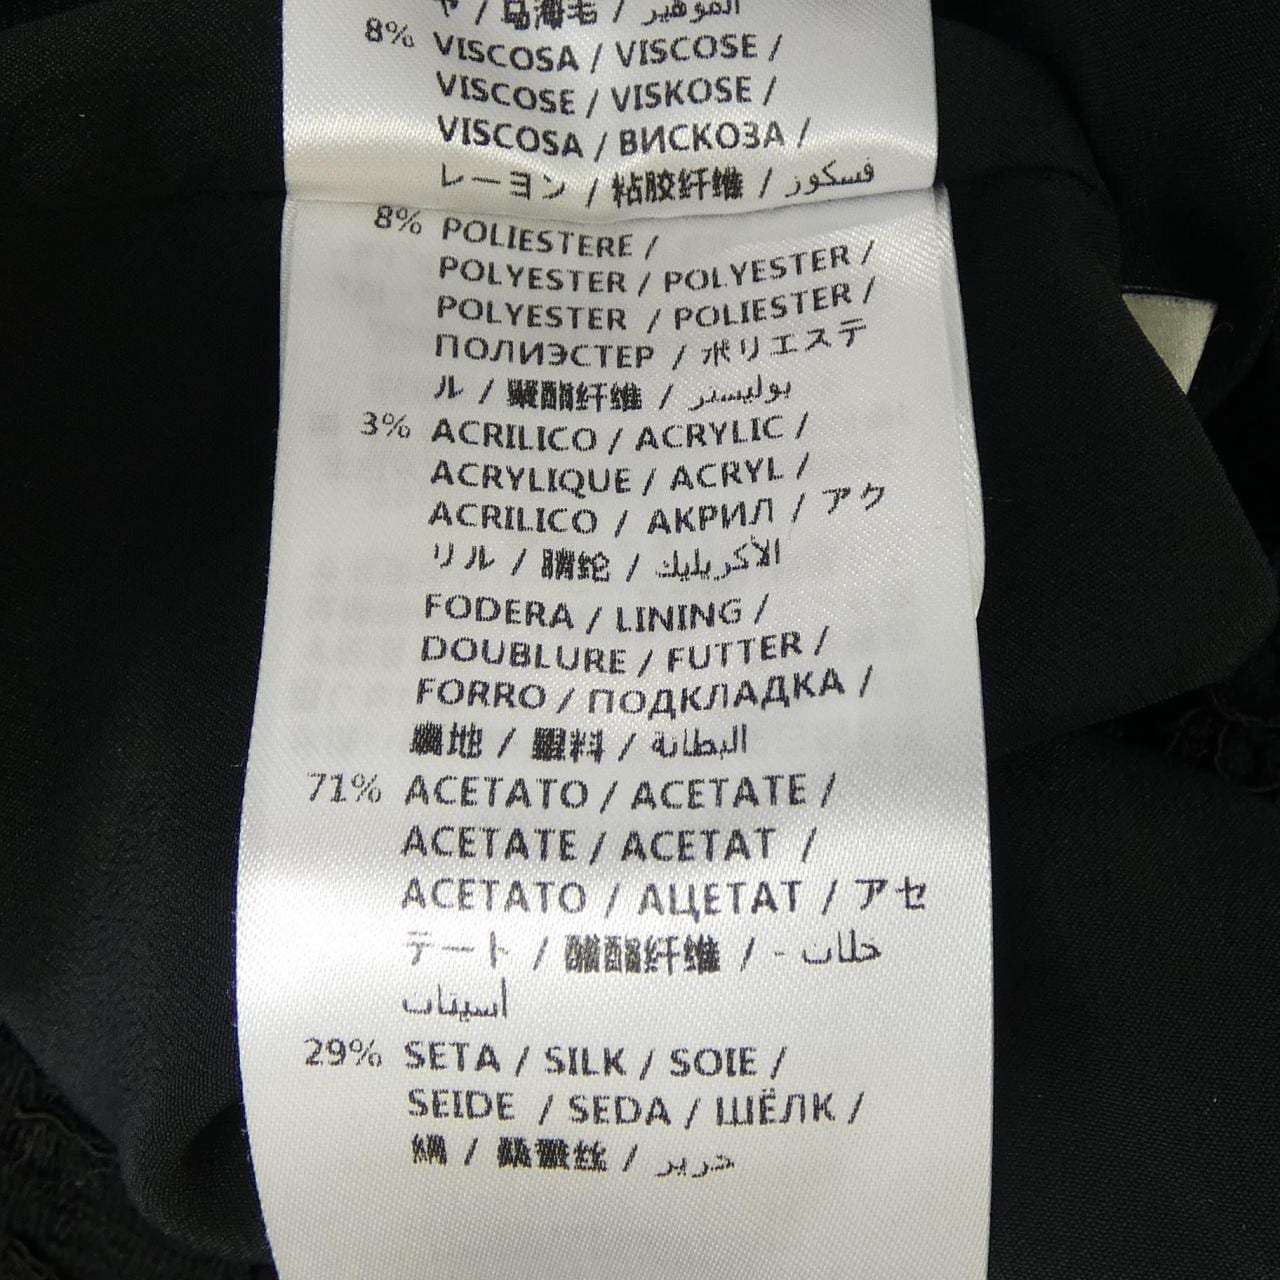 / 马海毛 / الموهير
8% VISCOSA / VISCOSE /
VISCOSE / VISKOSE /
VISCOSA / ВИСКОЗА /
レーヨン / 粘胶纤维 / فسكوز
8% POLIESTERE /
POLYESTER / POLYESTER /
POLYESTER / POLIESTER /
ПОЛИЭСТЕР / ポリエステ
ル / 聚酯纤维 / بوليستر
3% ACRILICO / ACRYLIC /
ACRYLIQUE / ACRYL /
ACRILICO / АКРИЛ / アク
リル / 腈纶 / الأكريليك
FODERA / LINING /
DOUBLURE / FUTTER /
FORRO / ПОДКЛАДКА /
裏地 / 里料 / البطانة
71% ACETATO / ACETATE /
ACETATE / ACETAT /
ACETATO / АЦЕТАТ / アセ
テート / 醋酯纤维 / - خلات
أسيتات
29% SETA / SILK / SOIE /
SEIDE / SEDA / ШЁЛК /
絹 / 桑蚕丝 / حرير